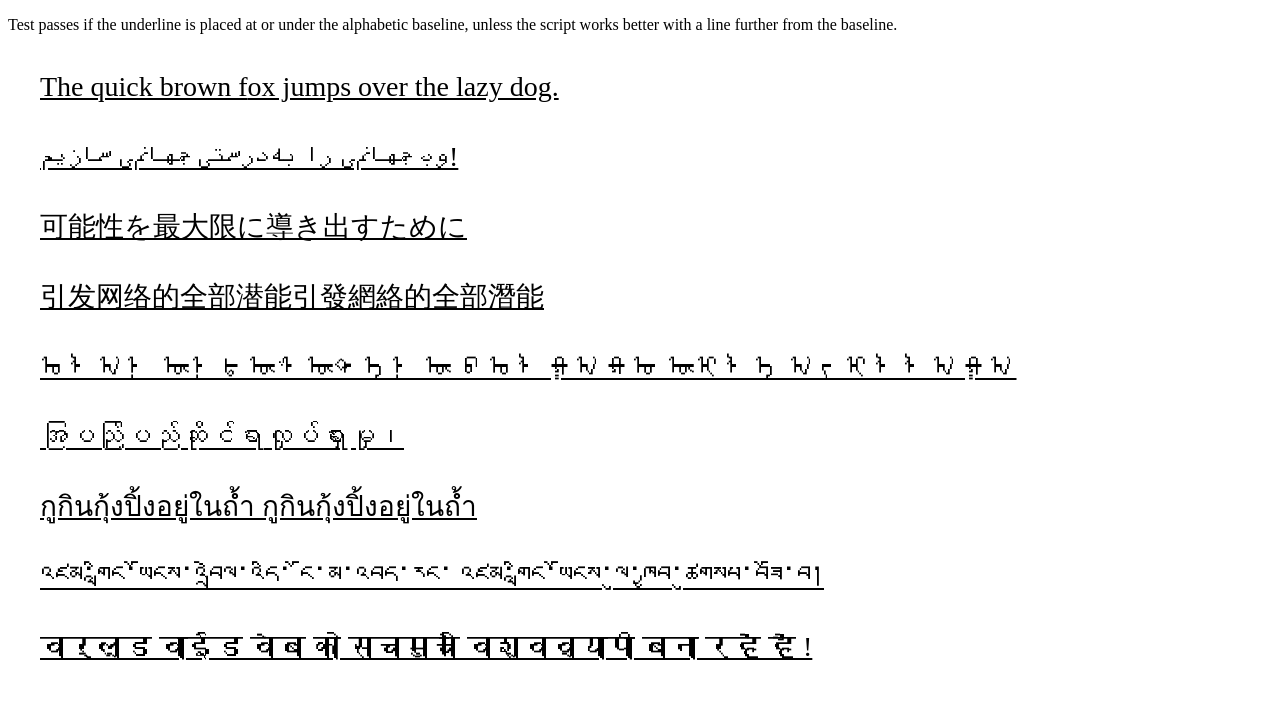 Test passes if the underline is placed at or under the alphabetic baseline, unless the script works better with a line further from the baseline.
The quick brown fox jumps over the lazy dog.
وب جهانی را به‌درستی جهانی سازیم!
可能性を最大限に導き出すために
引发网络的全部潜能引發網絡的全部潛能
အပြည်ပြည်ဆိုင်ရာလှုပ်ရှားမှု၊
กูกินกุ้งปิ้งอยู่ในถ้ำ กูกินกุ้งปิ้งอยู่ในถ้ำ
འཛམ་གླིང་ཡོངས་འབྲེལ་འདི་ངོ་མ་འབད་རང་ འཛམ་གླིང་ཡོངས་ལུ་ཁྱབ་ཚུགསཔ་བཟོ་བ།
वर्ल्ड वाईड वेब को सचमुच विश्वव्यापी बना रहे हैं !